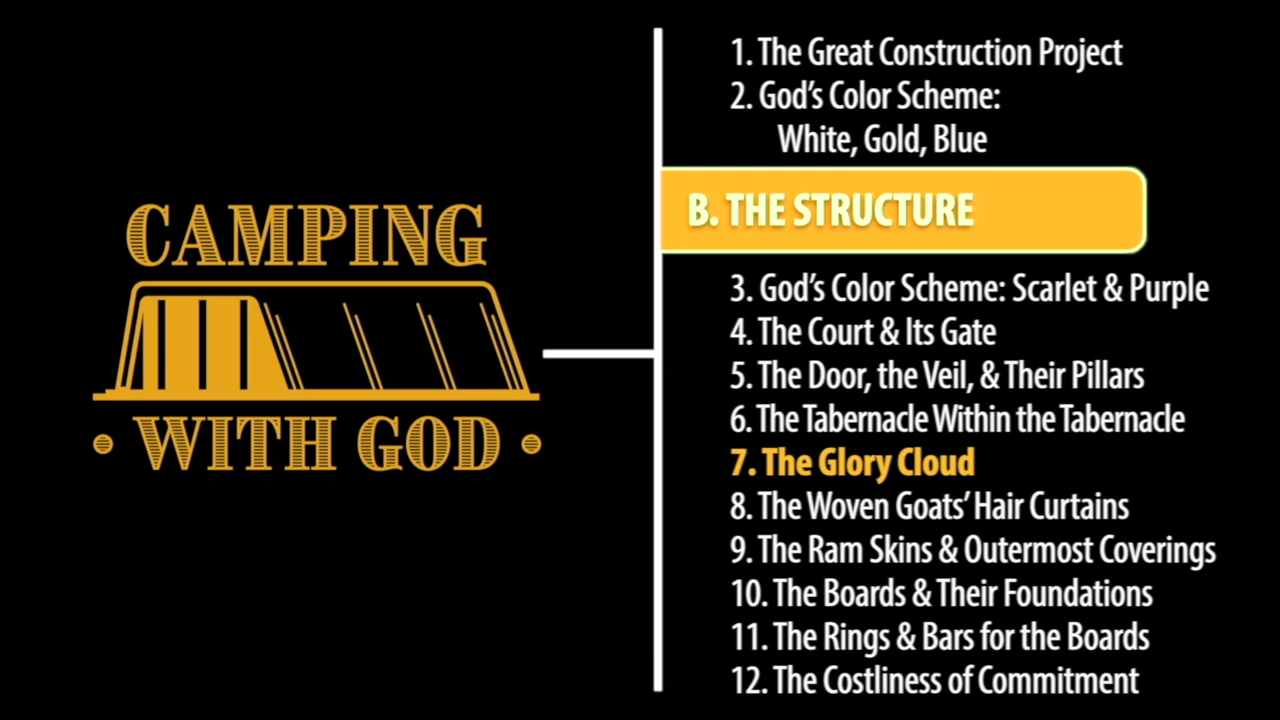 CAMPING
WITH GOD
1. The Great Construction Project
2. God's Color Scheme:
White, Gold, Blue
B. THE STRUCTURE
3. God's Color Scheme: Scarlet & Purple
4. The Court & Its Gate
5. The Door, the Veil, & Their Pillars
6. The Tabernacle Within the Tabernacle
7. The Glory Cloud
8. The Woven Goats' Hair Curtains
9. The Ram Skins & Outermost Coverings
10. The Boards & Their Foundations
11. The Rings & Bars for the Boards
12. The Costliness of Commitment